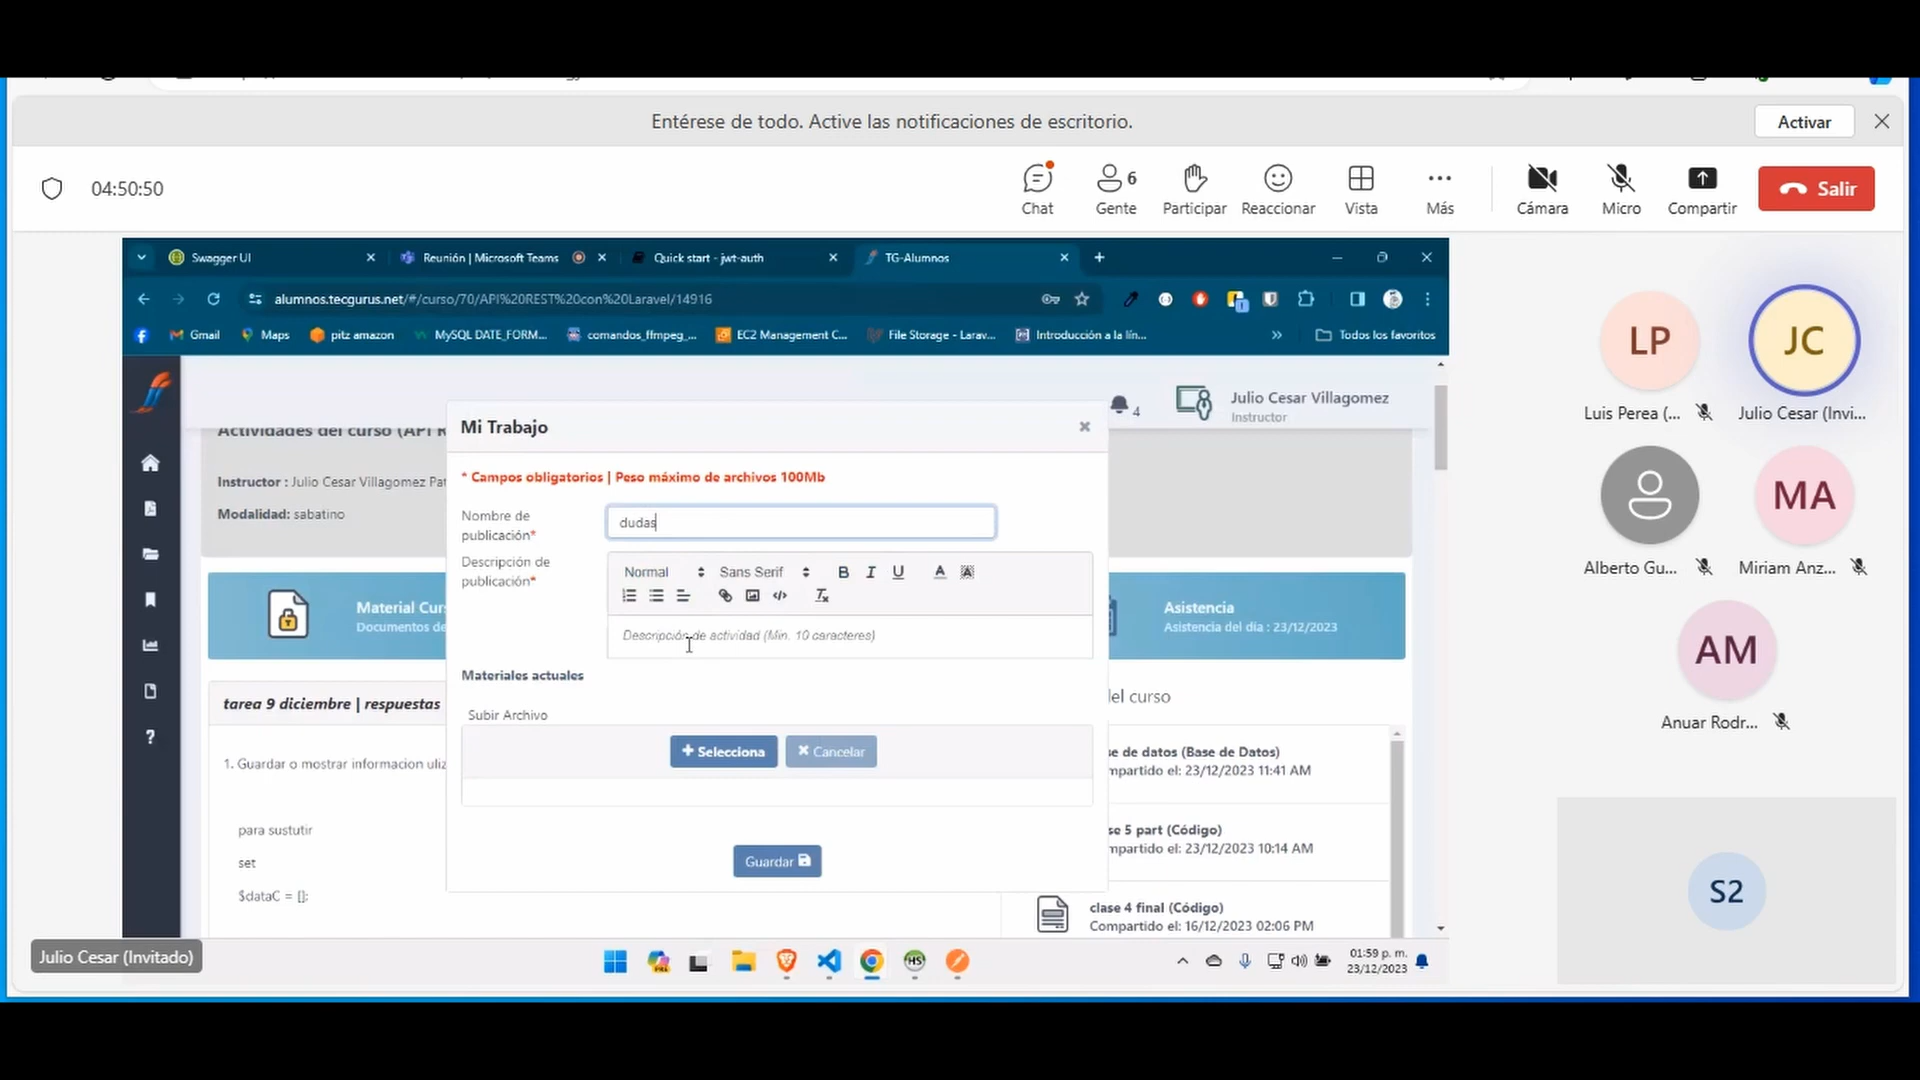 Entérese de todo. Active las notificaciones de escritorio.
Activar
04:50:50
Chat
6
Gente
Participar
Reaccionar
Vista
Más
Cámara
Micro
Compartir
Salir
Swagger UI
Reunión | Microsoft Teams
Quick start - jwt-auth
TG-Alumnos
alumnos.tecgurus.net/#/curso/70/API%20REST%20con%20Laravel/14916
Gmail
Maps
pitz amazon
MySQL DATE_FORM...
comandos_ffmpeg_...
EC2 Management C...
File Storage - Larav...
Introducción a la lín...
Todos los favoritos
4
Julio Cesar Villagomez
Instructor
Actividades del curso (API R
Instructor : Julio Cesar Villagomez Pat
Modalidad: sabatino
Material Curs
Documentos de
Asistencia
Asistencia del día : 23/12/2023
Mi Trabajo
* Campos obligatorios | Peso máximo de archivos 100Mb
Nombre de
publicación*
dudas
Descripción de
publicación*
Normal
Sans Serif
B I U A A
Descripción de actividad (Min. 10 caracteres)
Materiales actuales
Subir Archivo
+ Selecciona
Cancelar
Guardar
tarea 9 diciembre | respuestas
1. Guardar o mostrar informacion uliz
para sustutir
set
$dataC = [];
del curso
se de datos (Base de Datos)
mpartido el: 23/12/2023 11:41 AM
se 5 part (Código)
mpartido el: 23/12/2023 10:14 AM
clase 4 final (Código)
Compartido el: 16/12/2023 02:06 PM
01:59 p. m.
23/12/2023
Julio Cesar (Invitado)
LP
Luis Perea (...
JC
Julio Cesar (Invi...
Alberto Gu...
MA
Miriam Anz...
AM
Anuar Rodr...
S2